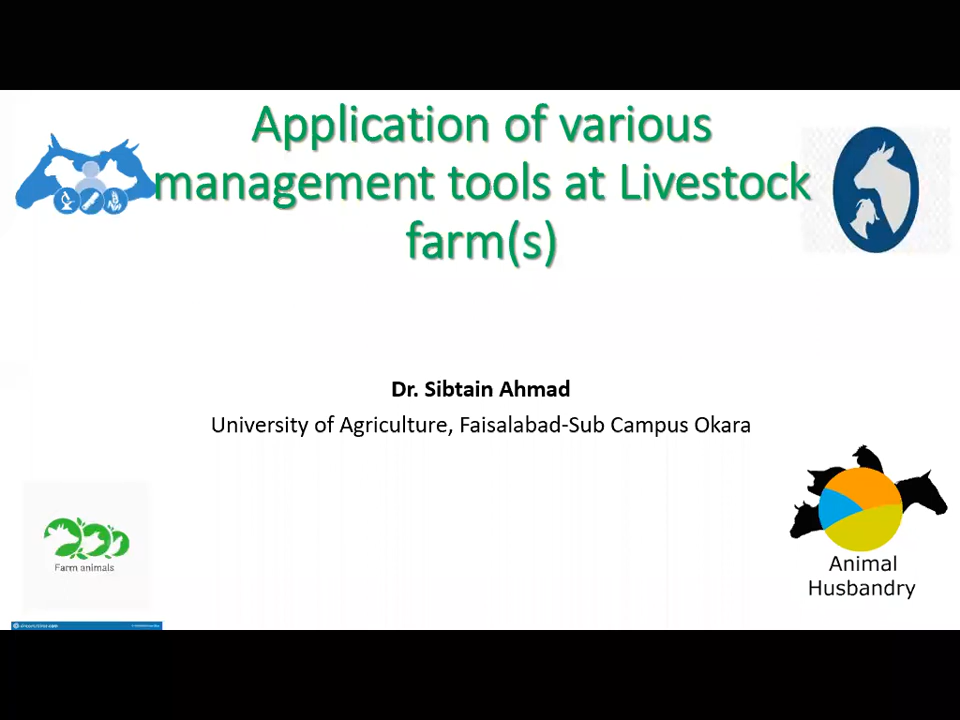 Application of various
management tools at Livestock
farm(s)
Dr. Sibtain Ahmad
University of Agriculture, Faisalabad-Sub Campus Okara
Farm animals
Animal
Husbandry